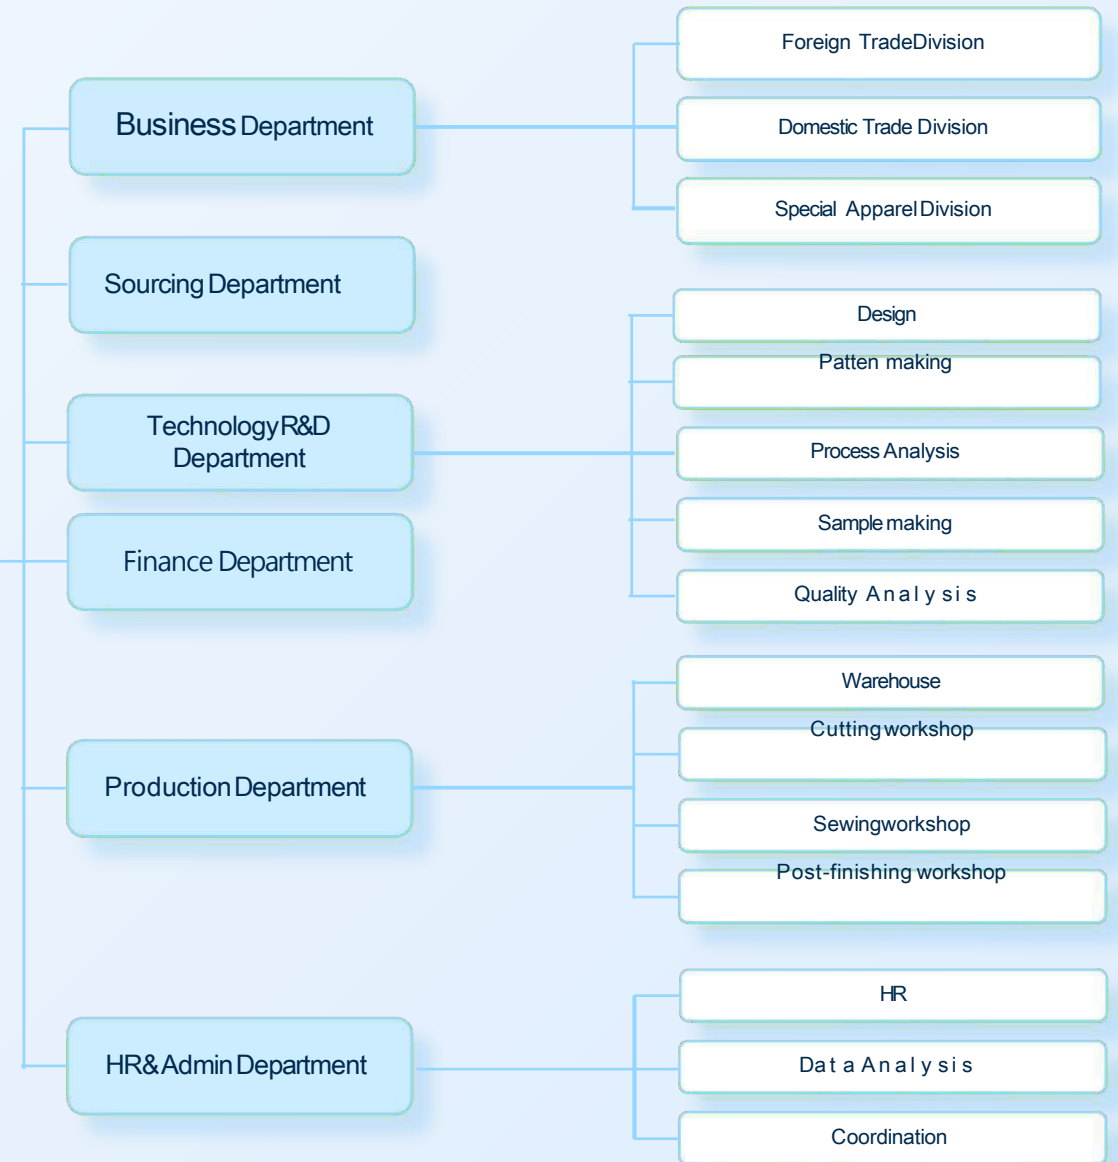 Business Department
Foreign TradeDivision
Domestic Trade Division
Special Apparel Division
Sourcing Department
Technology R&D
Department
Design
Patten making
Process Analysis
Sample making
Quality Analysis
Finance Department
Production Department
Warehouse
Cutting workshop
Sewingworkshop
Post-finishing workshop
HR& Admin Department
HR
Data Analysis
Coordination